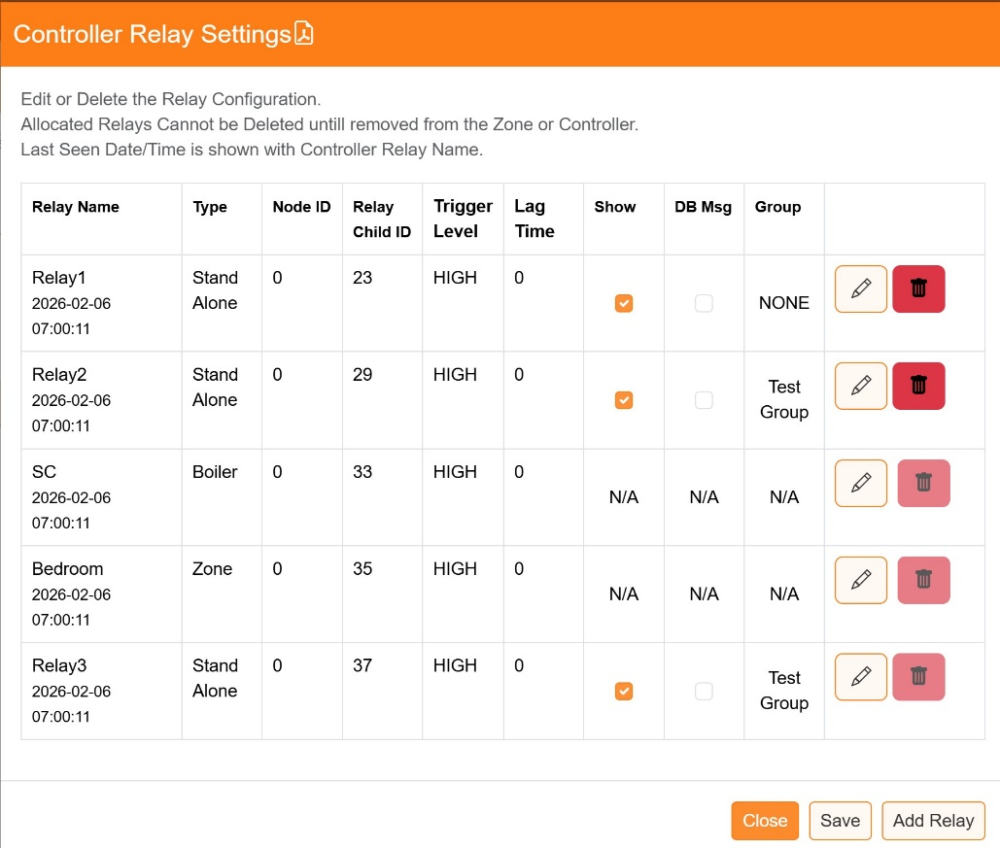 Controller Relay Settings
Edit or Delete the Relay Configuration.
Allocated Relays Cannot be Deleted untill removed from the Zone or Controller.
Last Seen Date/Time is shown with Controller Relay Name.
Relay Name Type Node ID Relay Child ID Trigger Level Lag Time Show DB Msg Group
Relay1 2026-02-06 07:00:11 Stand Alone 0 23 HIGH 0 NONE
Relay2 2026-02-06 07:00:11 Stand Alone 0 29 HIGH 0 Test Group
SC 2026-02-06 07:00:11 Boiler 0 33 HIGH 0 N/A N/A N/A
Bedroom 2026-02-06 07:00:11 Zone 0 35 HIGH 0 N/A N/A N/A
Relay3 2026-02-06 07:00:11 Stand Alone 0 37 HIGH 0 Test Group
Close Save Add Relay